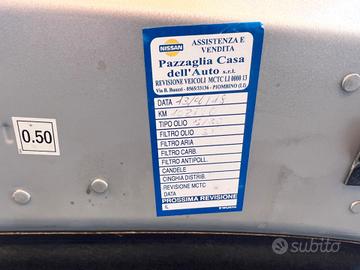 NISSAN
ASSISTENZA E
VENDITA
Pazzaglia Casa
dell'Auto s.r.l.
REVISIONE VEICOLI MCTC LI 0000 13
Via B. Buozzi - 0565/33136 - PIOMBINO (LI)
DATA
KM
TIPO OLIO
FILTRO OLIO
FILTRO ARIA
FILTRO CARB.
FILTRO ANTIPOLL.
CANDELE
CINGHIA DISTRIB.
REVISIONE MCTC
DATA
PROSSIMA REVISIONE
IL
0.50
subito